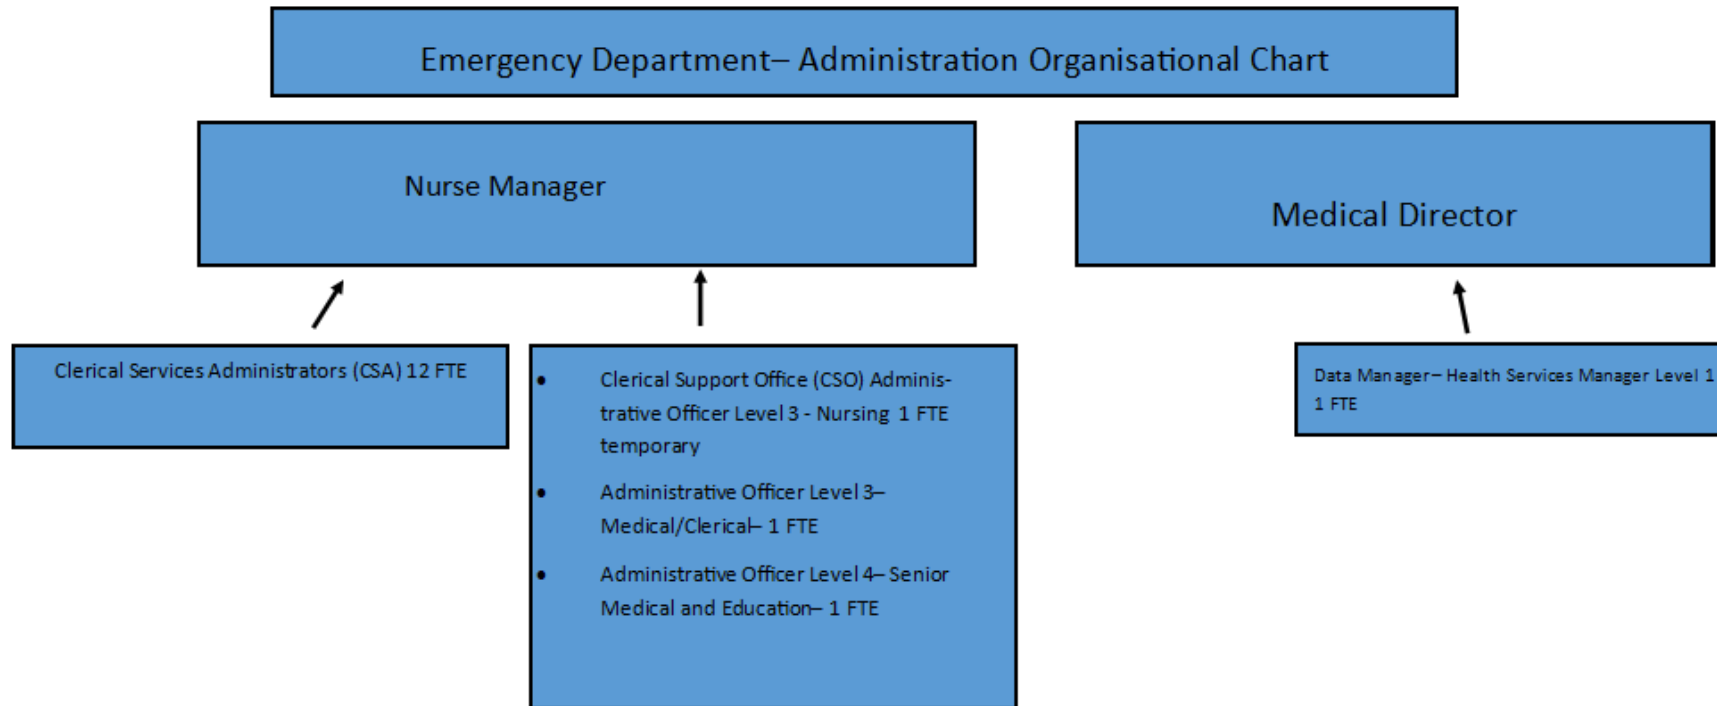 Emergency Department– Administration Organisational Chart
Nurse Manager
Medical Director
Clerical Services Administrators (CSA) 12 FTE
• Clerical Support Office (CSO) Adminis-
trative Officer Level 3 - Nursing 1 FTE
temporary
• Administrative Officer Level 3–
Medical/Clerical– 1 FTE
• Administrative Officer Level 4– Senior
Medical and Education– 1 FTE
Data Manager– Health Services Manager Level 1
1 FTE